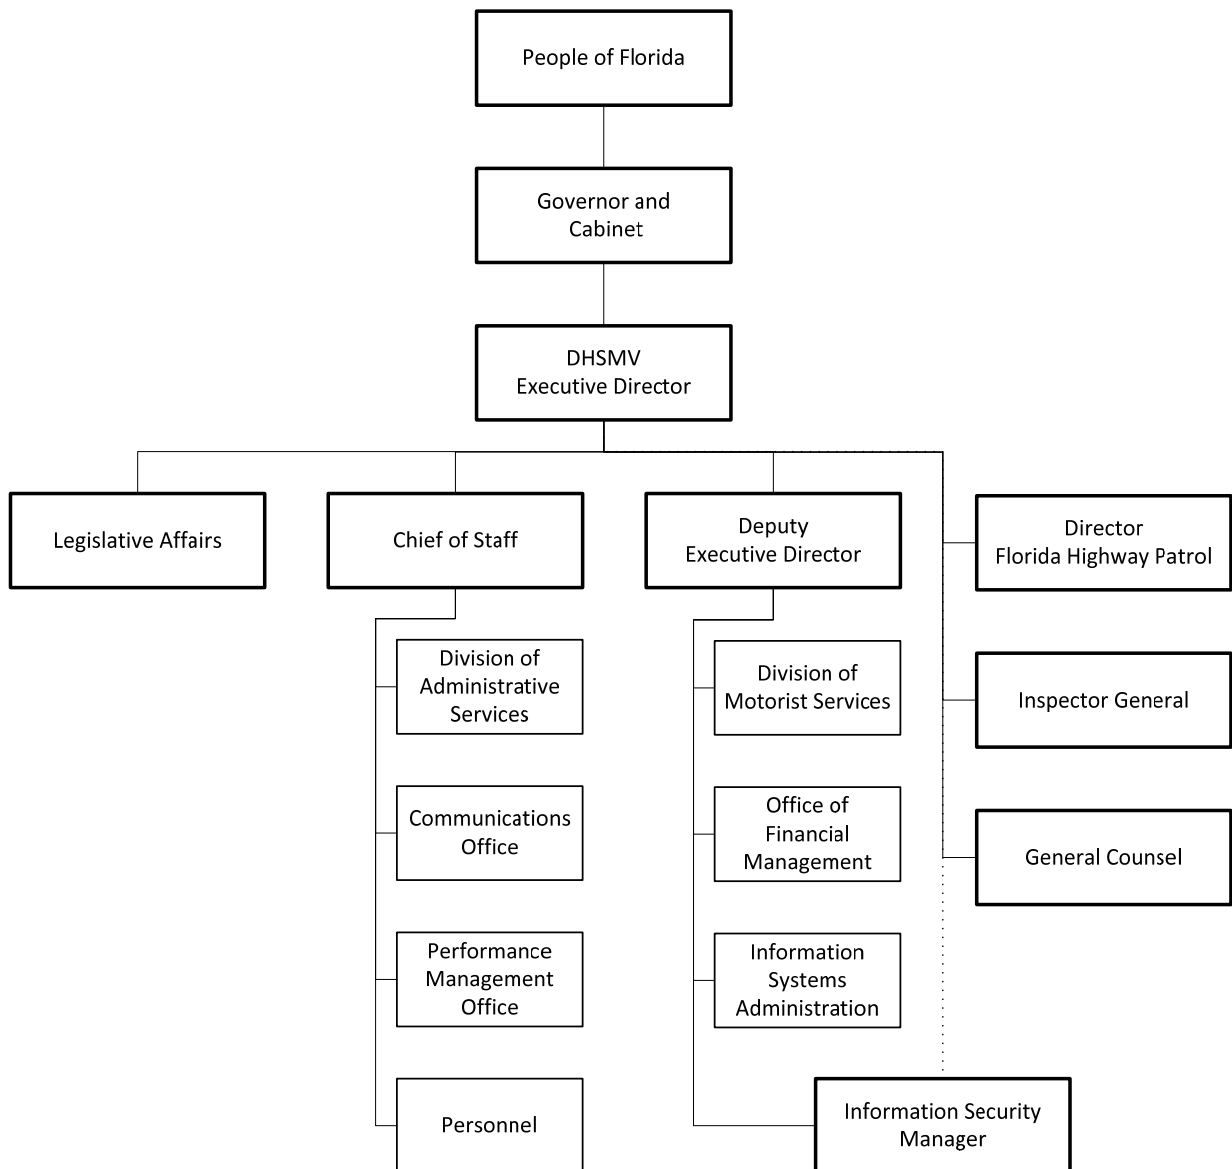 People of Florida
Governor and
Cabinet
DHSMV
Executive Director
Legislative Affairs
Chief of Staff
Deputy
Executive Director
Director
Florida Highway Patrol
Division of
Administrative
Services
Division of
Motorist Services
Inspector General
Communications
Office
Office of
Financial
Management
General Counsel
Performance
Management
Office
Information
Systems
Administration
Personnel
Information Security
Manager